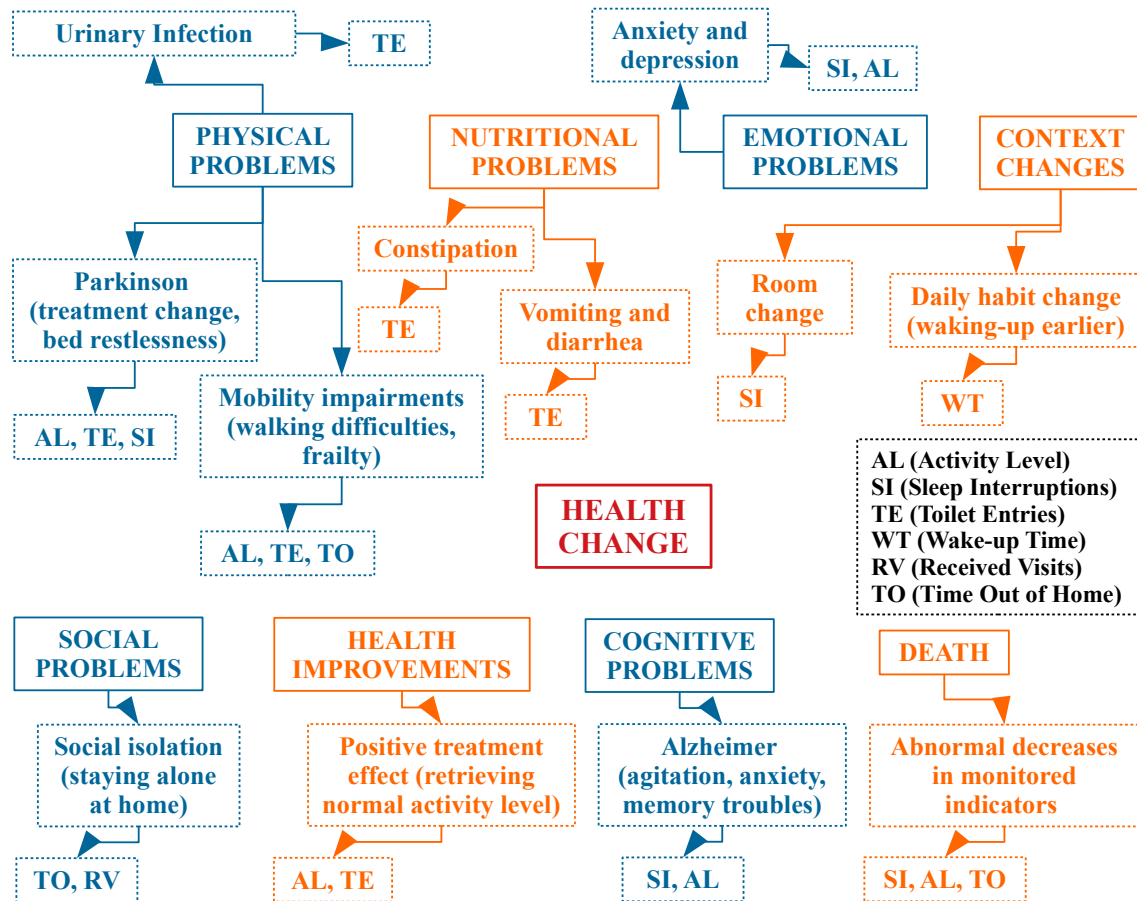 Urinary Infection
TE
Anxiety and
depression
SI, AL
PHYSICAL
PROBLEMS
NUTRITIONAL
PROBLEMS
EMOTIONAL
PROBLEMS
CONTEXT
CHANGES
Parkinson
(treatment change,
bed restlessness)
AL, TE, SI
Mobility impairments
(walking difficulties,
frailty)
AL, TE, TO
Constipation
TE
Vomiting and
diarrhea
TE
Room
change
SI
Daily habit change
(waking-up earlier)
WT
HEALTH
CHANGE
AL (Activity Level)
SI (Sleep Interruptions)
TE (Toilet Entries)
WT (Wake-up Time)
RV (Received Visits)
TO (Time Out of Home)
SOCIAL
PROBLEMS
Social isolation
(staying alone
at home)
TO, RV
HEALTH
IMPROVEMENTS
Positive treatment
effect (retrieving
normal activity level)
AL, TE
COGNITIVE
PROBLEMS
Alzheimer
(agitation, anxiety,
memory troubles)
SI, AL
DEATH
Abnormal decreases
in monitored
indicators
SI, AL, TO